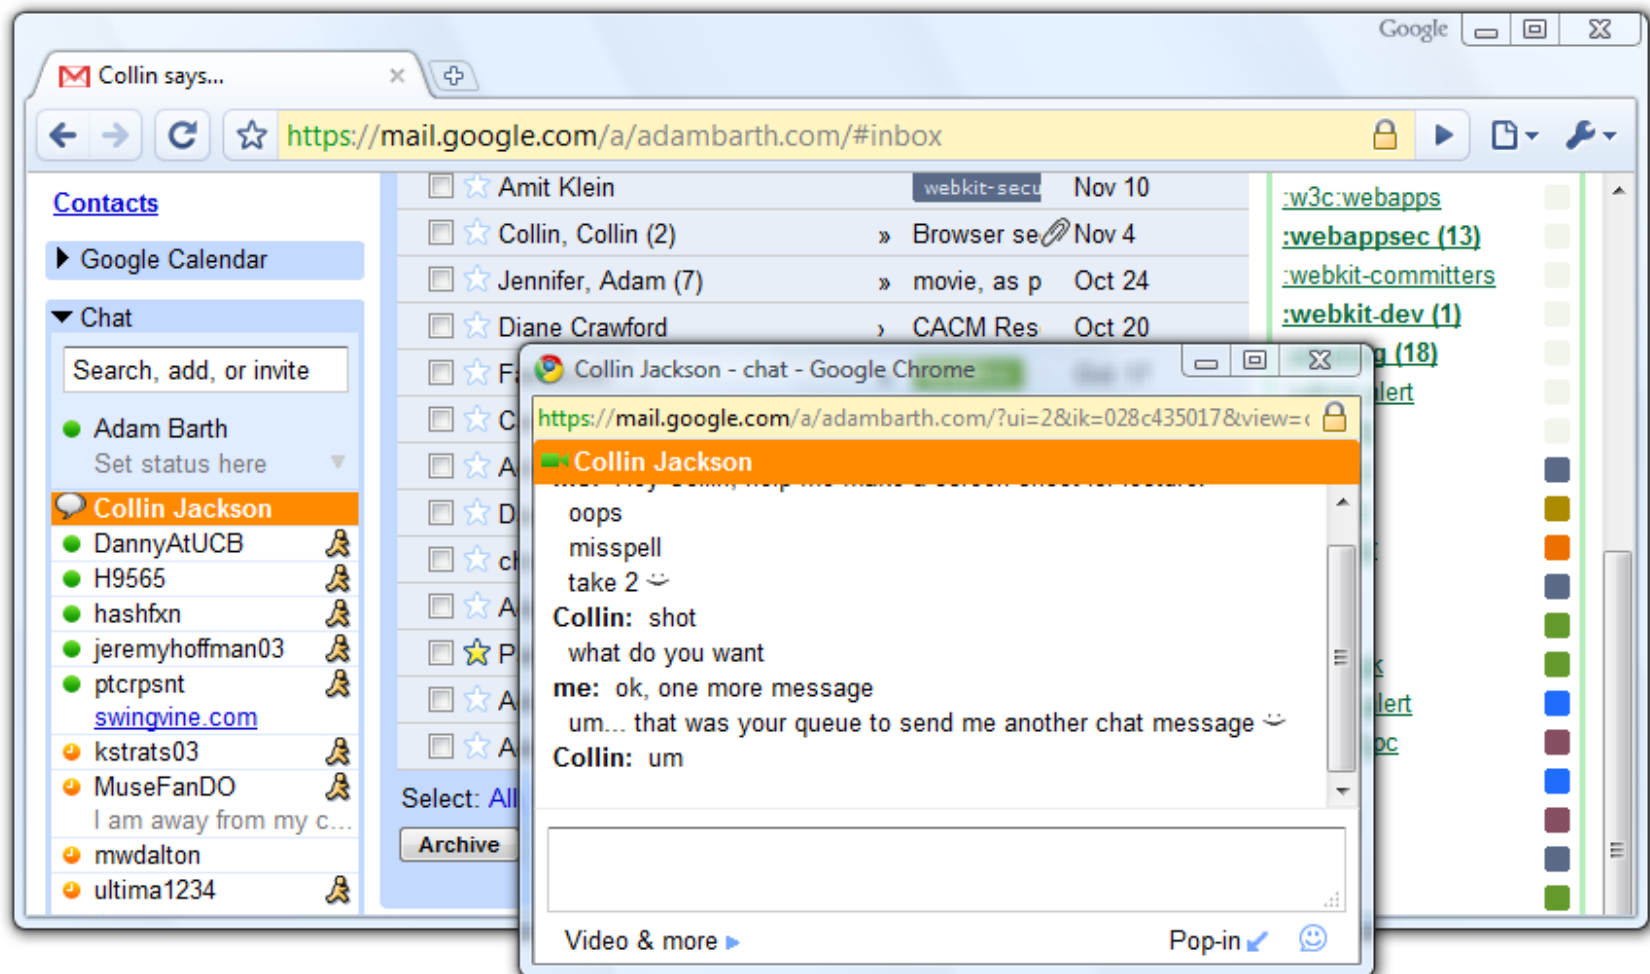 Google
Collin says...
https://mail.google.com/a/adambarth.com/#inbox
Contacts
Google Calendar
Chat
Search, add, or invite
Adam Barth
Set status here
Collin Jackson
DannyAtUCB
H9565
hashfxn
jeremyhoffman03
ptcrpsnt
swingvine.com
kstrats03
MuseFanDO
I am away from my c...
mwdalton
ultima1234
Amit Klein webkit-secu Nov 10
Collin, Collin (2) » Browser se Nov 4
Jennifer, Adam (7) » movie, as p Oct 24
Diane Crawford › CACM Res Oct 20
Select: All
Archive
:w3c:webapps
:webappsec (13)
:webkit-committers
:webkit-dev (1)
g (18)
lert
lert
Collin Jackson - chat - Google Chrome
https://mail.google.com/a/adambarth.com/?ui=2&ik=028c435017&view=c
Collin Jackson
oops
misspell
take 2
Collin: shot
what do you want
me: ok, one more message
um... that was your queue to send me another chat message
Collin: um
Video & more
Pop-in